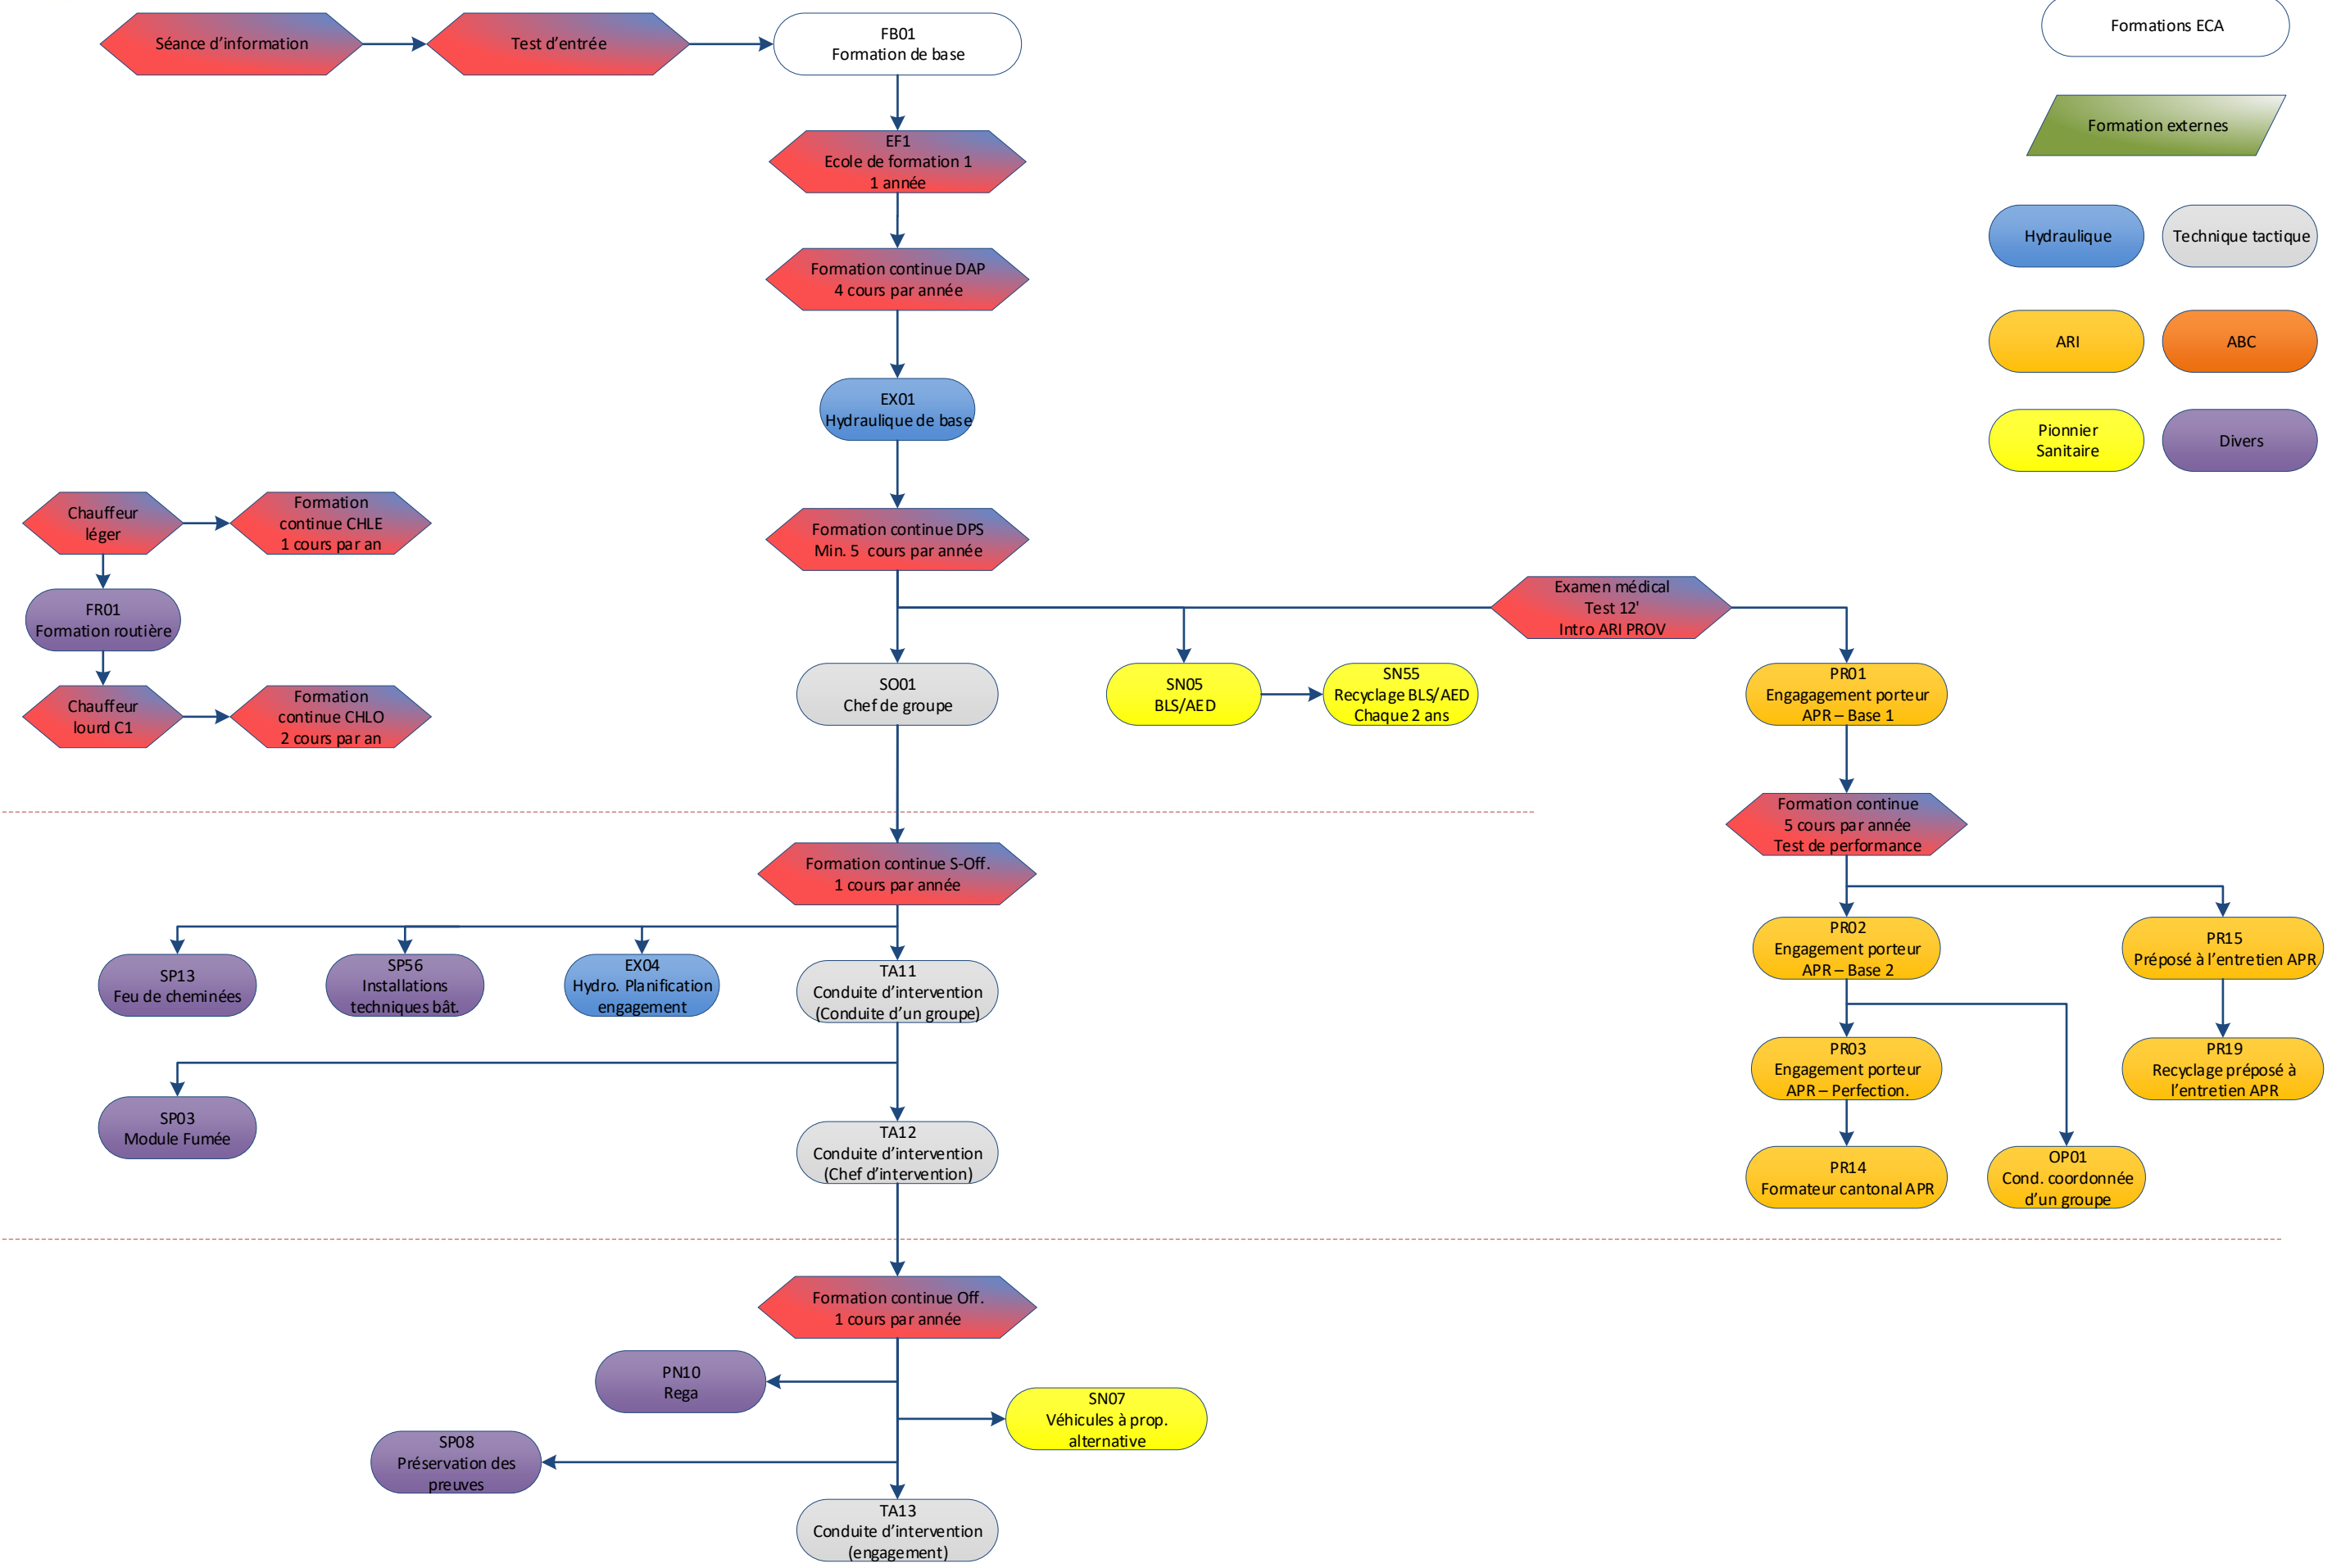 Séance d'information
Test d'entrée
FB01
Formation de base
Formations ECA
Formation externes
EF1
Ecole de formation 1
1 année
Hydraulique
Technique tactique
Formation continue DAP
4 cours par année
ARI
ABC
EX01
Hydraulique de base
Pionnier
Sanitaire
Divers
Chauffeur
léger
Formation
continue CHLE
1 cours par an
Formation continue DPS
Min. 5  cours par année
FR01
Formation routière
Examen médical
Test 12'
Intro ARI PROV
Chauffeur
lourd C1
Formation
continue CHLO
2 cours par an
SO01
Chef de groupe
SN05
BLS/AED
SN55
Recyclage BLS/AED
Chaque 2 ans
PR01
Engagagement porteur
APR – Base 1
Formation continue
5 cours par année
Test de performance
Formation continue S-Off.
1 cours par année
SP13
Feu de cheminées
SP56
Installations
techniques bât.
EX04
Hydro. Planification
engagement
TA11
Conduite d'intervention
(Conduite d'un groupe)
PR02
Engagement porteur
APR – Base 2
PR15
Préposé à l'entretien APR
PR03
Engagement porteur
APR – Perfection.
PR19
Recyclage préposé à
l'entretien APR
SP03
Module Fumée
TA12
Conduite d'intervention
(Chef d'intervention)
PR14
Formateur cantonal APR
OP01
Cond. coordonnée
d'un groupe
Formation continue Off.
1 cours par année
PN10
Rega
SN07
Véhicules à prop.
alternative
SP08
Préservation des
preuves
TA13
Conduite d'intervention
(engagement)